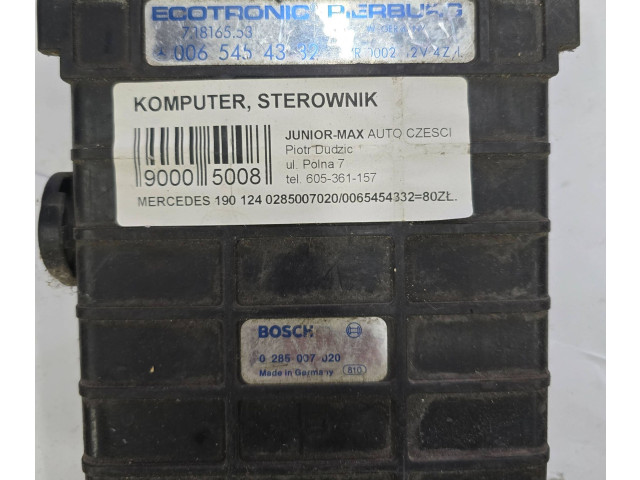 ECOTRONIC PIERBURG
7.18165.53
006 545 43 32 0002 12V 4Z/L
KOMPUTER, STEROWNIK
9000 5008
JUNIOR-MAX AUTO CZESCI
Piotr Dudzic
ul. Polna 7
tel. 605-361-157
MERCEDES 190 124 0285007020/0065454332=80ZŁ.
BOSCH
0 285 007 020
Made in Germany 810